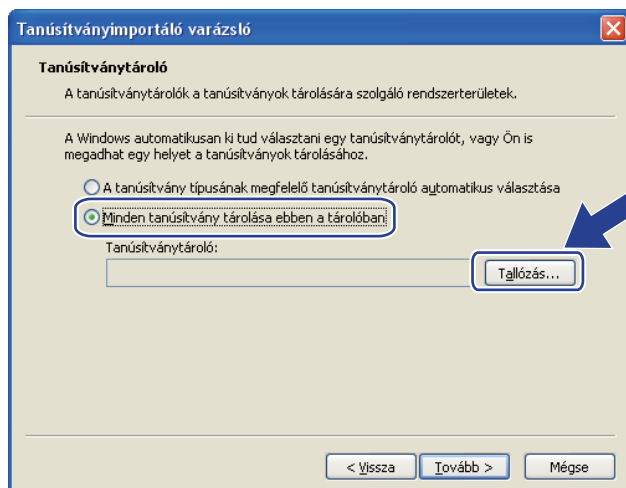 Tanúsítványimportáló varázsló
Tanúsítványtároló
A tanúsítványtárolók a tanúsítványok tárolására szolgáló rendszerterületek.
A Windows automatikusan ki tud választani egy tanúsítványtárolót, vagy Ön is
megadhat egy helyet a tanúsítványok tárolásához.
A tanúsítvány típusának megfelelő tanúsítványtároló automatikus választása
Minden tanúsítvány tárolása ebben a tárolóban
Tanúsítványtároló:
Tallózás...
< Vissza Tovább > Mégse